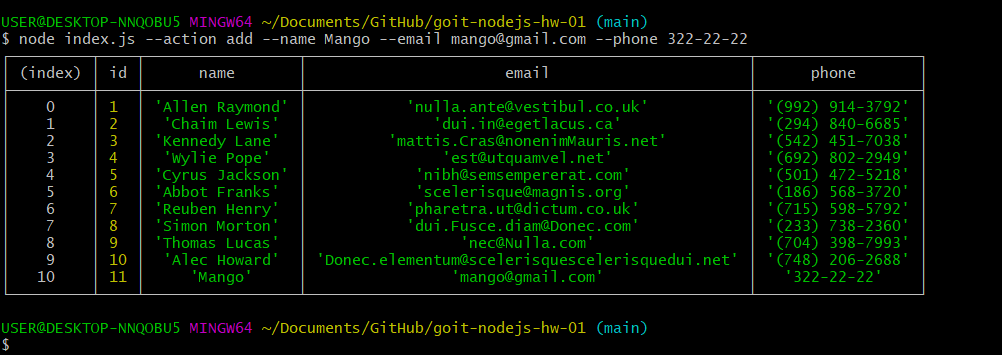 USER@DESKTOP-NNQOBU5 MINGW64 ~/Documents/GitHub/goit-nodejs-hw-01 (main)
$ node index.js --action add --name Mango --email mango@gmail.com --phone 322-22-22
(index) id name email phone
0 1 'Allen Raymond' 'nulla.ante@vestibul.co.uk' '(992) 914-3792'
1 2 'Chaim Lewis' 'dui.in@egetlacus.ca' '(294) 840-6685'
2 3 'Kennedy Lane' 'mattis.Cras@nonenimMauris.net' '(542) 451-7038'
3 4 'Wylie Pope' 'est@utquamvel.net' '(692) 802-2949'
4 5 'Cyrus Jackson' 'nibh@semsempererat.com' '(501) 472-5218'
5 6 'Abbot Franks' 'scelerisque@magnis.org' '(186) 568-3720'
6 7 'Reuben Henry' 'pharetra.ut@dictum.co.uk' '(715) 598-5792'
7 8 'Simon Morton' 'dui.Fusce.diam@Donec.com' '(233) 738-2360'
8 9 'Thomas Lucas' 'nec@Nulla.com' '(704) 398-7993'
9 10 'Alec Howard' 'Donec.elementum@scelerisquescelerisquedui.net' '(748) 206-2688'
10 11 'Mango' 'mango@gmail.com' '322-22-22'
USER@DESKTOP-NNQOBU5 MINGW64 ~/Documents/GitHub/goit-nodejs-hw-01 (main)
$